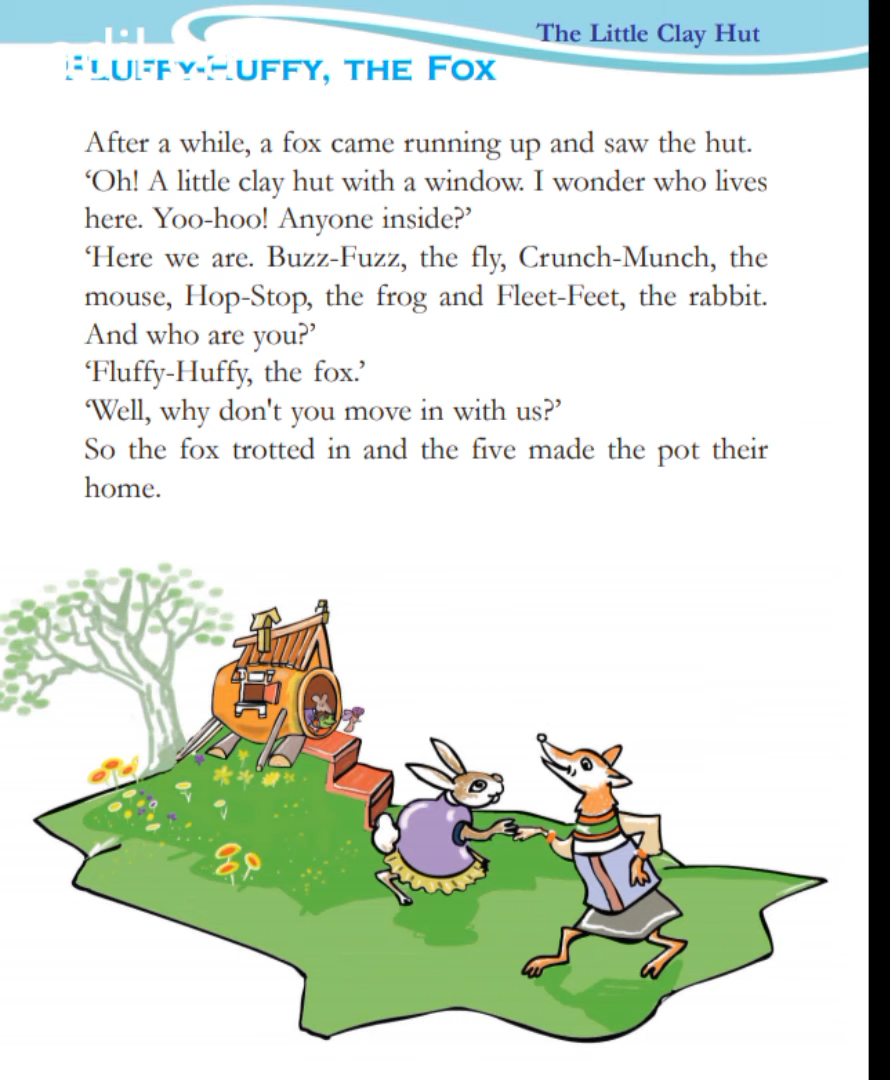 The Little Clay Hut
FLUFFY-HUFFY, THE FOX
After a while, a fox came running up and saw the hut.
‘Oh! A little clay hut with a window. I wonder who lives
here. Yoo-hoo! Anyone inside?’
‘Here we are. Buzz-Fuzz, the fly, Crunch-Munch, the
mouse, Hop-Stop, the frog and Fleet-Feet, the rabbit.
And who are you?’
‘Fluffy-Huffy, the fox.’
‘Well, why don't you move in with us?’
So the fox trotted in and the five made the pot their
home.